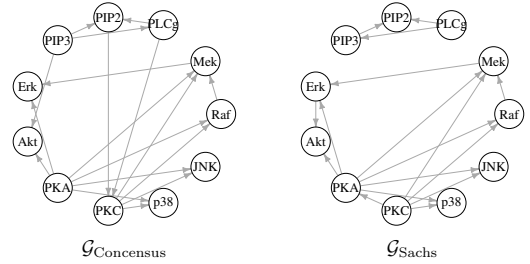 PIP2
PIP3
PLCg
Mek
Erk
Raf
Akt
JNK
PKA
p38
PKC
𝒢Concensus
PIP2
PIP3
PLCg
Mek
Erk
Raf
Akt
JNK
PKA
p38
PKC
𝒢Sachs